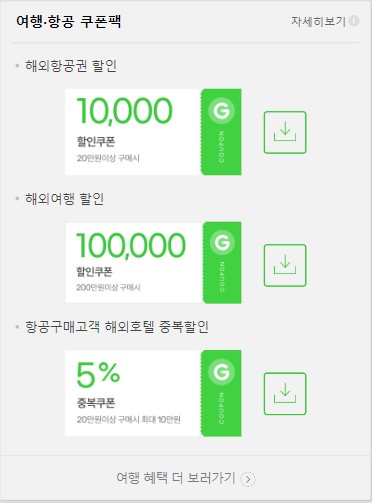 여행·항공 쿠폰팩 자세히보기 i
해외항공권 할인
10,000
할인쿠폰
20만원이상 구매시
G
COUPON
해외여행 할인
100,000
할인쿠폰
200만원이상 구매시
G
COUPON
항공구매고객 해외호텔 중복할인
5%
중복쿠폰
20만원이상 구매시 최대 10만원
G
COUPON
여행 혜택 더 보러가기 >